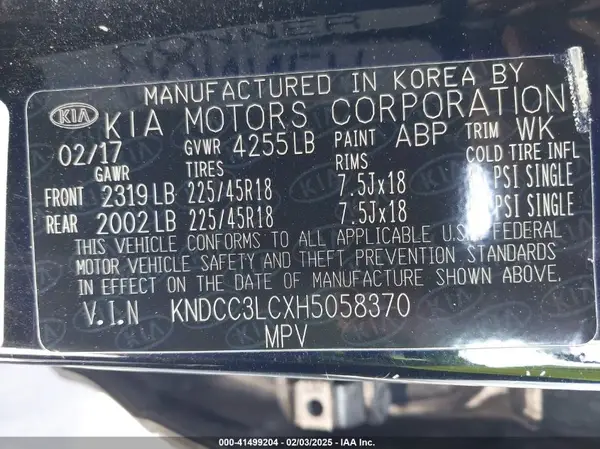 MANUFACTURED IN KOREA BY
KIA KIA MOTORS CORPORATION
02/17 GVWR 4255LB PAINT ABP TRIM WK
GAWR TIRES RIMS COLD TIRE INFL
FRONT 2319LB 225/45R18 7.5Jx18 PSI SINGLE
REAR 2002LB 225/45R18 7.5Jx18 PSI SINGLE
THIS VEHICLE CONFORMS TO ALL APPLICABLE U.S. FEDERAL
MOTOR VEHICLE SAFETY AND THEFT PREVENTION STANDARDS
IN EFFECT ON THE DATE OF MANUFACTURE SHOWN ABOVE.
V.I.N KNDCC3LCXH5058370
MPV
000-41499204 - 02/03/2025 - IAA Inc.